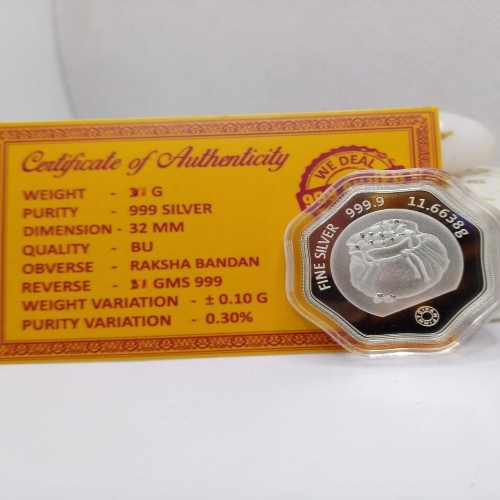 Certificate of Authenticity
WEIGHT - G
PURITY - 999 SILVER
DIMENSION - 32 MM
QUALITY - BU
OBVERSE - RAKSHA BANDAN
REVERSE - GMS 999
WEIGHT VARIATION - ± 0.10 G
PURITY VARIATION - 0.30%
WE DEAL
FINE SILVER 999.9 11.6638g